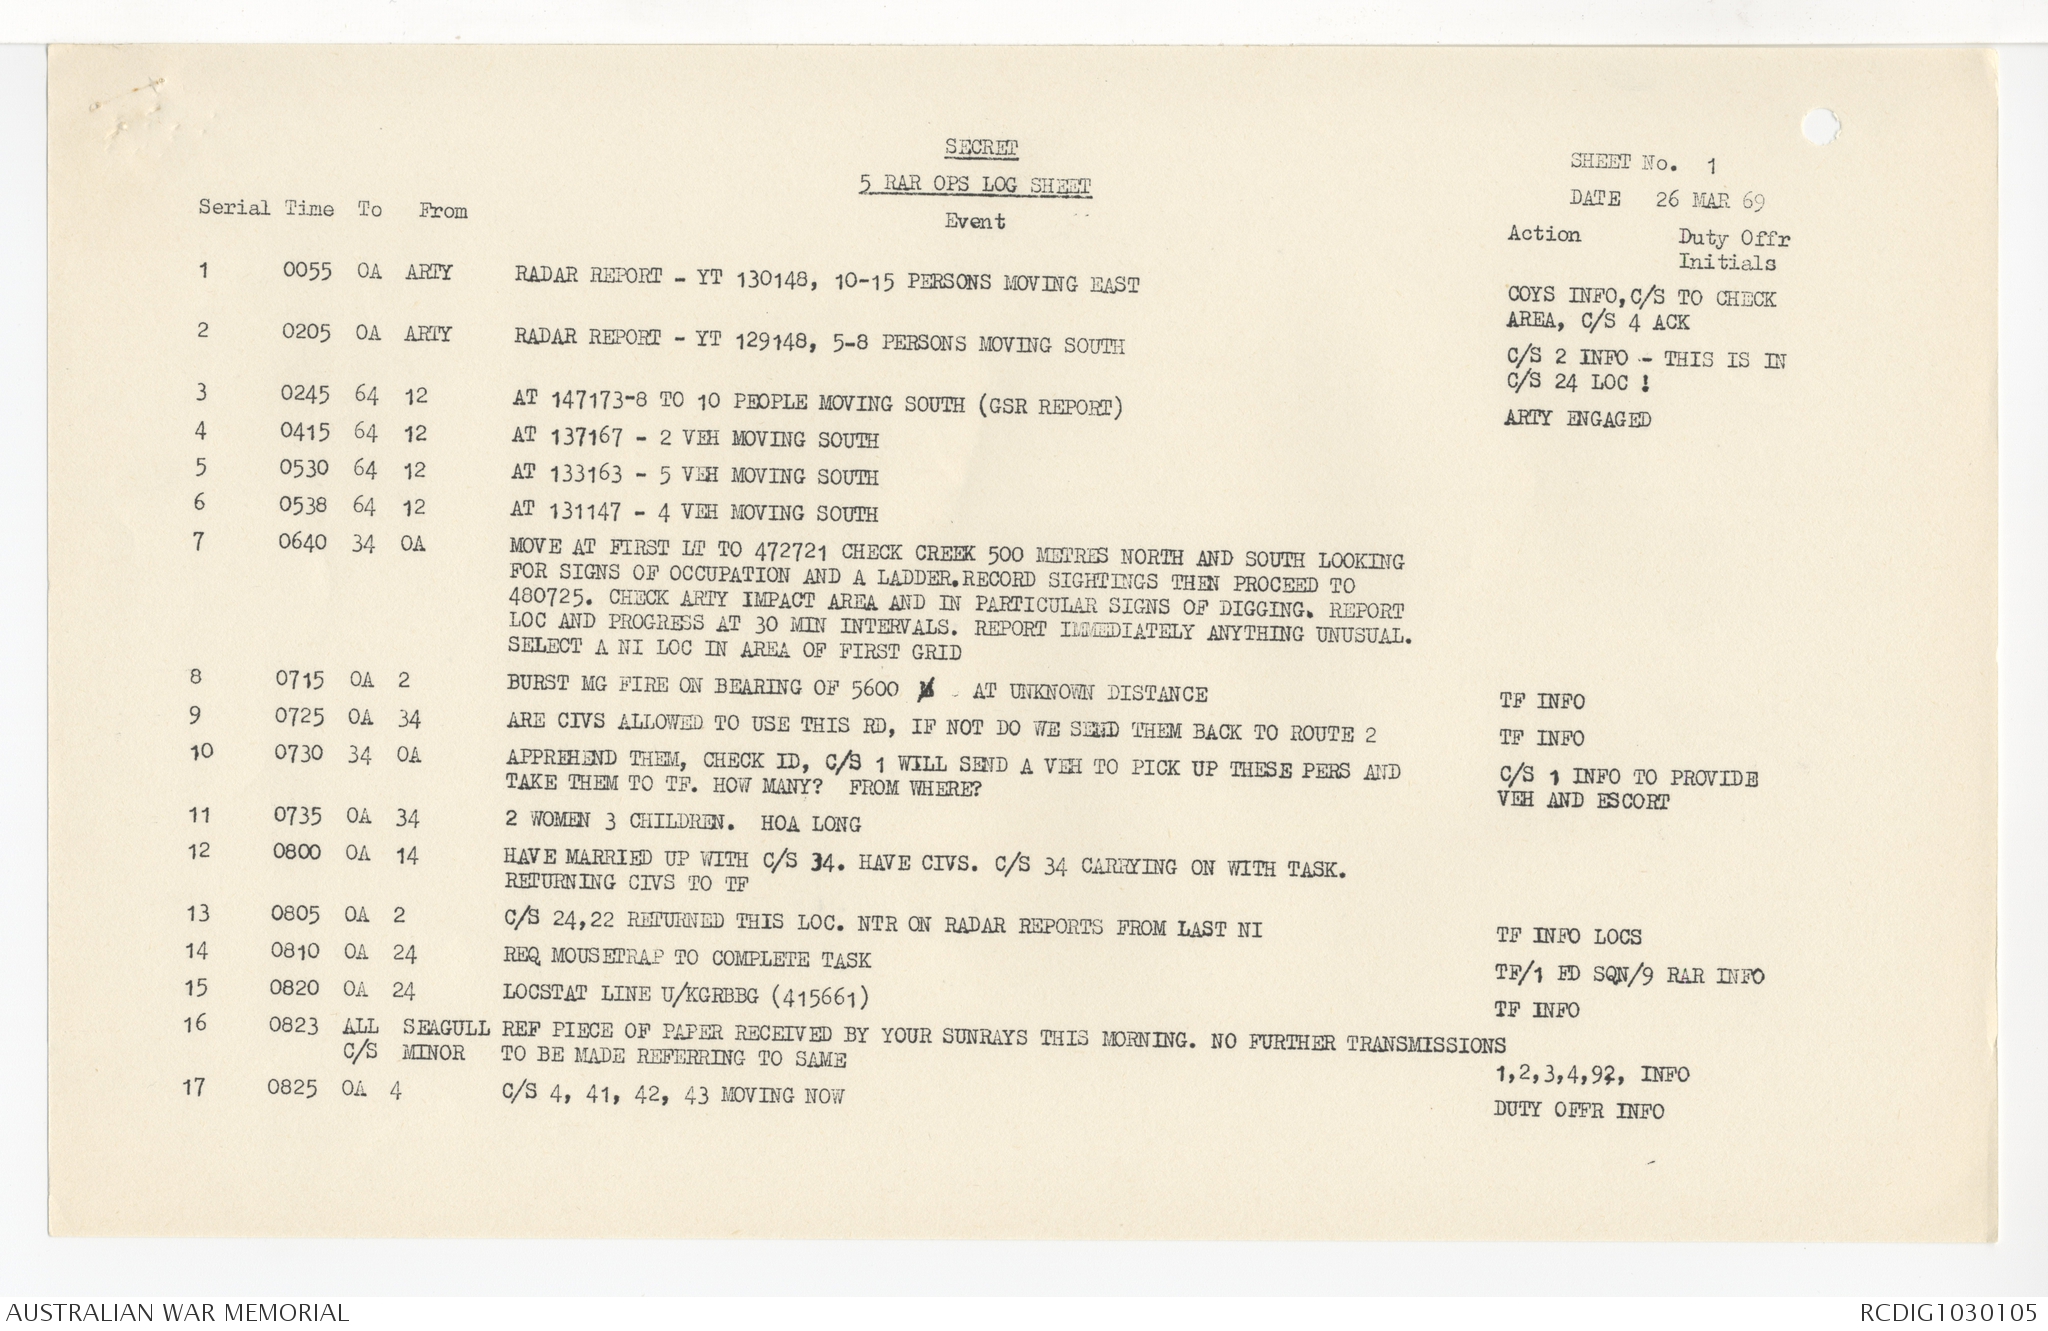 SECRET
5 RAR OPS LOG SHEET
SHEET No. 1
DATE 26 MAR 69
Serial Time To From Event Action Duty Offr
Initials
1 0055 OA ARTY RADAR REPORT - YT 130148, 10-15 PERSONS MOVING EAST COYS INFO,C/S TO CHECK
AREA, C/S 4 ACK
2 0205 OA ARTY RADAR REPORT - YT 129148, 5-8 PERSONS MOVING SOUTH C/S 2 INFO - THIS IS IN
C/S 24 LOC !
3 0245 64 12 AT 147173-8 TO 10 PEOPLE MOVING SOUTH (GSR REPORT) ARTY ENGAGED
4 0415 64 12 AT 137167 - 2 VEH MOVING SOUTH
5 0530 64 12 AT 133163 - 5 VEH MOVING SOUTH
6 0538 64 12 AT 131147 - 4 VEH MOVING SOUTH
7 0640 34 OA MOVE AT FIRST LT TO 472721 CHECK CREEK 500 METRES NORTH AND SOUTH LOOKING
FOR SIGNS OF OCCUPATION AND A LADDER.RECORD SIGHTINGS THEN PROCEED TO
480725. CHECK ARTY IMPACT AREA AND IN PARTICULAR SIGNS OF DIGGING. REPORT
LOC AND PROGRESS AT 30 MIN INTERVALS. REPORT IMMEDIATELY ANYTHING UNUSUAL.
SELECT A NI LOC IN AREA OF FIRST GRID
8 0715 OA 2 BURST MG FIRE ON BEARING OF 5600 AT UNKNOWN DISTANCE TF INFO
9 0725 OA 34 ARE CIVS ALLOWED TO USE THIS RD, IF NOT DO WE SEND THEM BACK TO ROUTE 2 TF INFO
10 0730 34 OA APPREHEND THEM, CHECK ID, C/S 1 WILL SEND A VEH TO PICK UP THESE PERS AND C/S 1 INFO TO PROVIDE
TAKE THEM TO TF. HOW MANY? FROM WHERE? VEH AND ESCORT
11 0735 OA 34 2 WOMEN 3 CHILDREN. HOA LONG
12 0800 OA 14 HAVE MARRIED UP WITH C/S 34. HAVE CIVS. C/S 34 CARRYING ON WITH TASK.
RETURNING CIVS TO TF
13 0805 OA 2 C/S 24,22 RETURNED THIS LOC. NTR ON RADAR REPORTS FROM LAST NI TF INFO LOCS
14 0810 OA 24 REQ MOUSETRAP TO COMPLETE TASK TF/1 FD SQN/9 RAR INFO
15 0820 OA 24 LOCSTAT LINE U/KGRBBG (415661) TF INFO
16 0823 ALL SEAGULL REF PIECE OF PAPER RECEIVED BY YOUR SUNRAYS THIS MORNING. NO FURTHER TRANSMISSIONS
C/S MINOR TO BE MADE REFERRING TO SAME 1,2,3,4,92, INFO
17 0825 OA 4 C/S 4, 41, 42, 43 MOVING NOW DUTY OFFR INFO
AUSTRALIAN WAR MEMORIAL RCDIG1030105